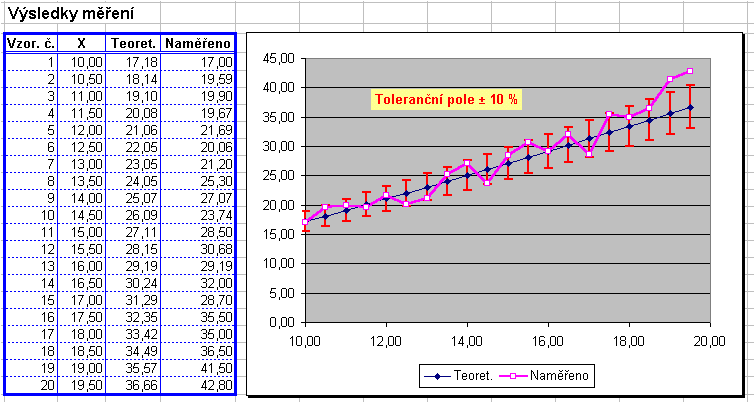 Výsledky měření
Vzor. č. X Teoret. Naměřeno
1 10,00 17,18 17,00
2 10,50 18,14 19,59
3 11,00 19,10 19,90
4 11,50 20,08 19,67
5 12,00 21,06 21,69
6 12,50 22,05 20,06
7 13,00 23,05 21,20
8 13,50 24,05 25,30
9 14,00 25,07 27,07
10 14,50 26,09 23,74
11 15,00 27,11 28,50
12 15,50 28,15 30,68
13 16,00 29,19 29,19
14 16,50 30,24 32,00
15 17,00 31,29 28,70
16 17,50 32,35 35,50
17 18,00 33,42 35,00
18 18,50 34,49 36,50
19 19,00 35,57 41,50
20 19,50 36,66 42,80
45,00
40,00
Toleranční pole ± 10 %
35,00
30,00
25,00
20,00
15,00
10,00
5,00
0,00
10,00 12,00 14,00 16,00 18,00 20,00
Teoret. Naměřeno